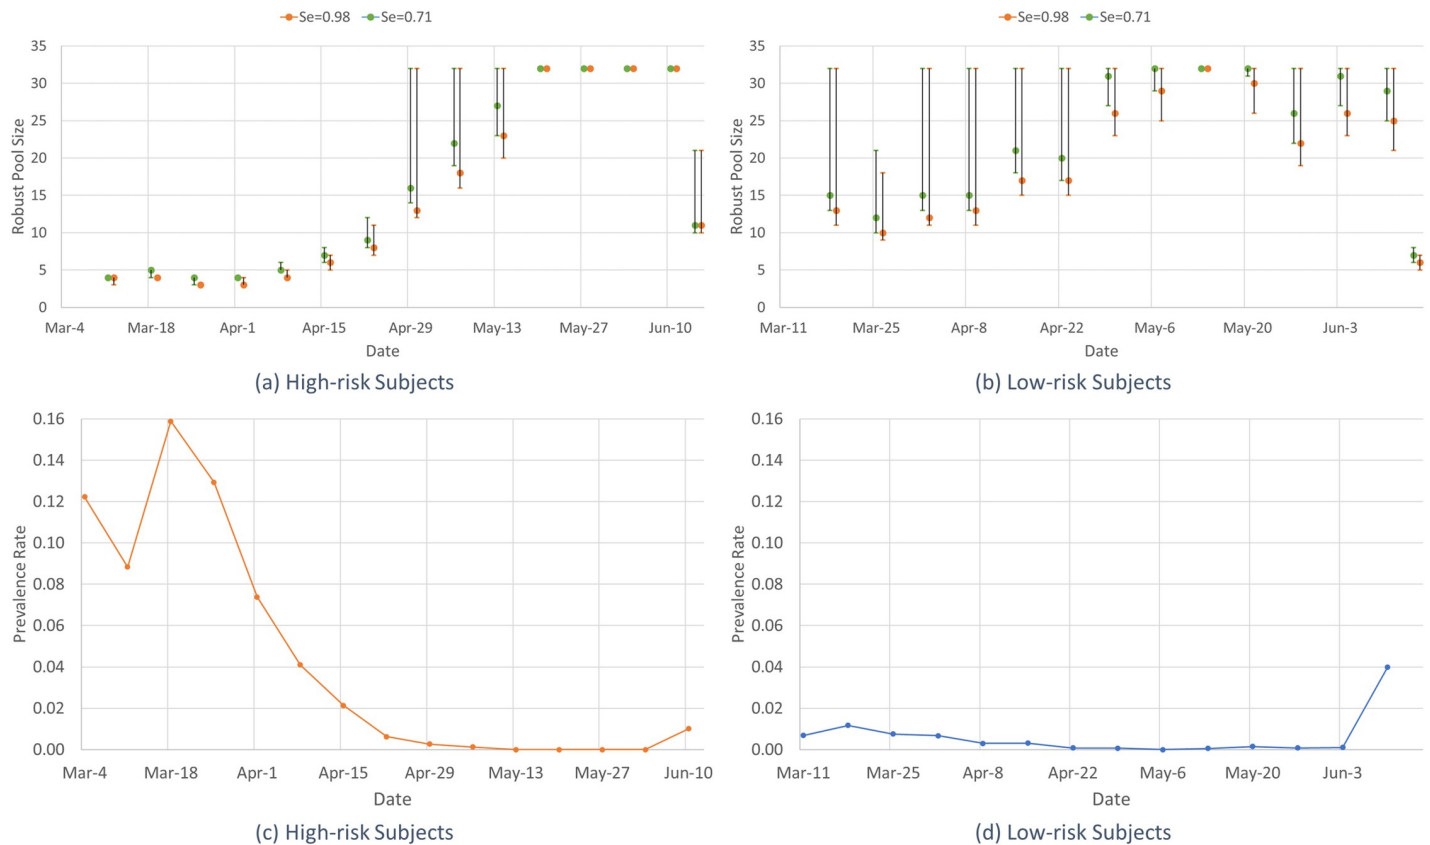 Se=0.98 Se=0.71
35
30
25
20
15
10
5
0
Robust Pool Size
Mar-4 Mar-18 Apr-1 Apr-15 Apr-29 May-13 May-27 Jun-10
Date
(a) High-risk Subjects
Se=0.98 Se=0.71
35
30
25
20
15
10
5
0
Robust Pool Size
Mar-11 Mar-25 Apr-8 Apr-22 May-6 May-20 Jun-3
Date
(b) Low-risk Subjects
0.16
0.14
0.12
0.10
0.08
0.06
0.04
0.02
0.00
Prevalence Rate
Mar-4 Mar-18 Apr-1 Apr-15 Apr-29 May-13 May-27 Jun-10
Date
(c) High-risk Subjects
0.16
0.14
0.12
0.10
0.08
0.06
0.04
0.02
0.00
Prevalence Rate
Mar-11 Mar-25 Apr-8 Apr-22 May-6 May-20 Jun-3
Date
(d) Low-risk Subjects